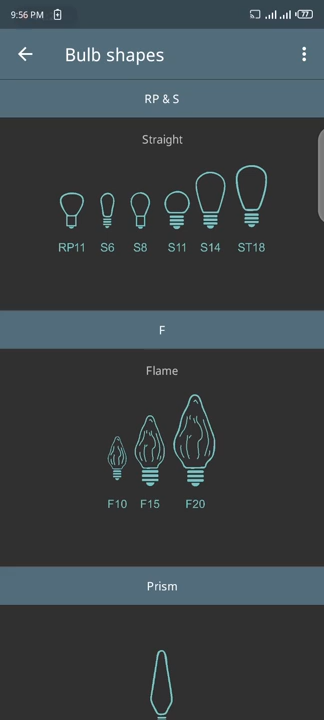 9:56 PM
77
Bulb shapes
RP & S
Straight
RP11 S6 S8 S11 S14 ST18
F
Flame
F10 F15 F20
Prism